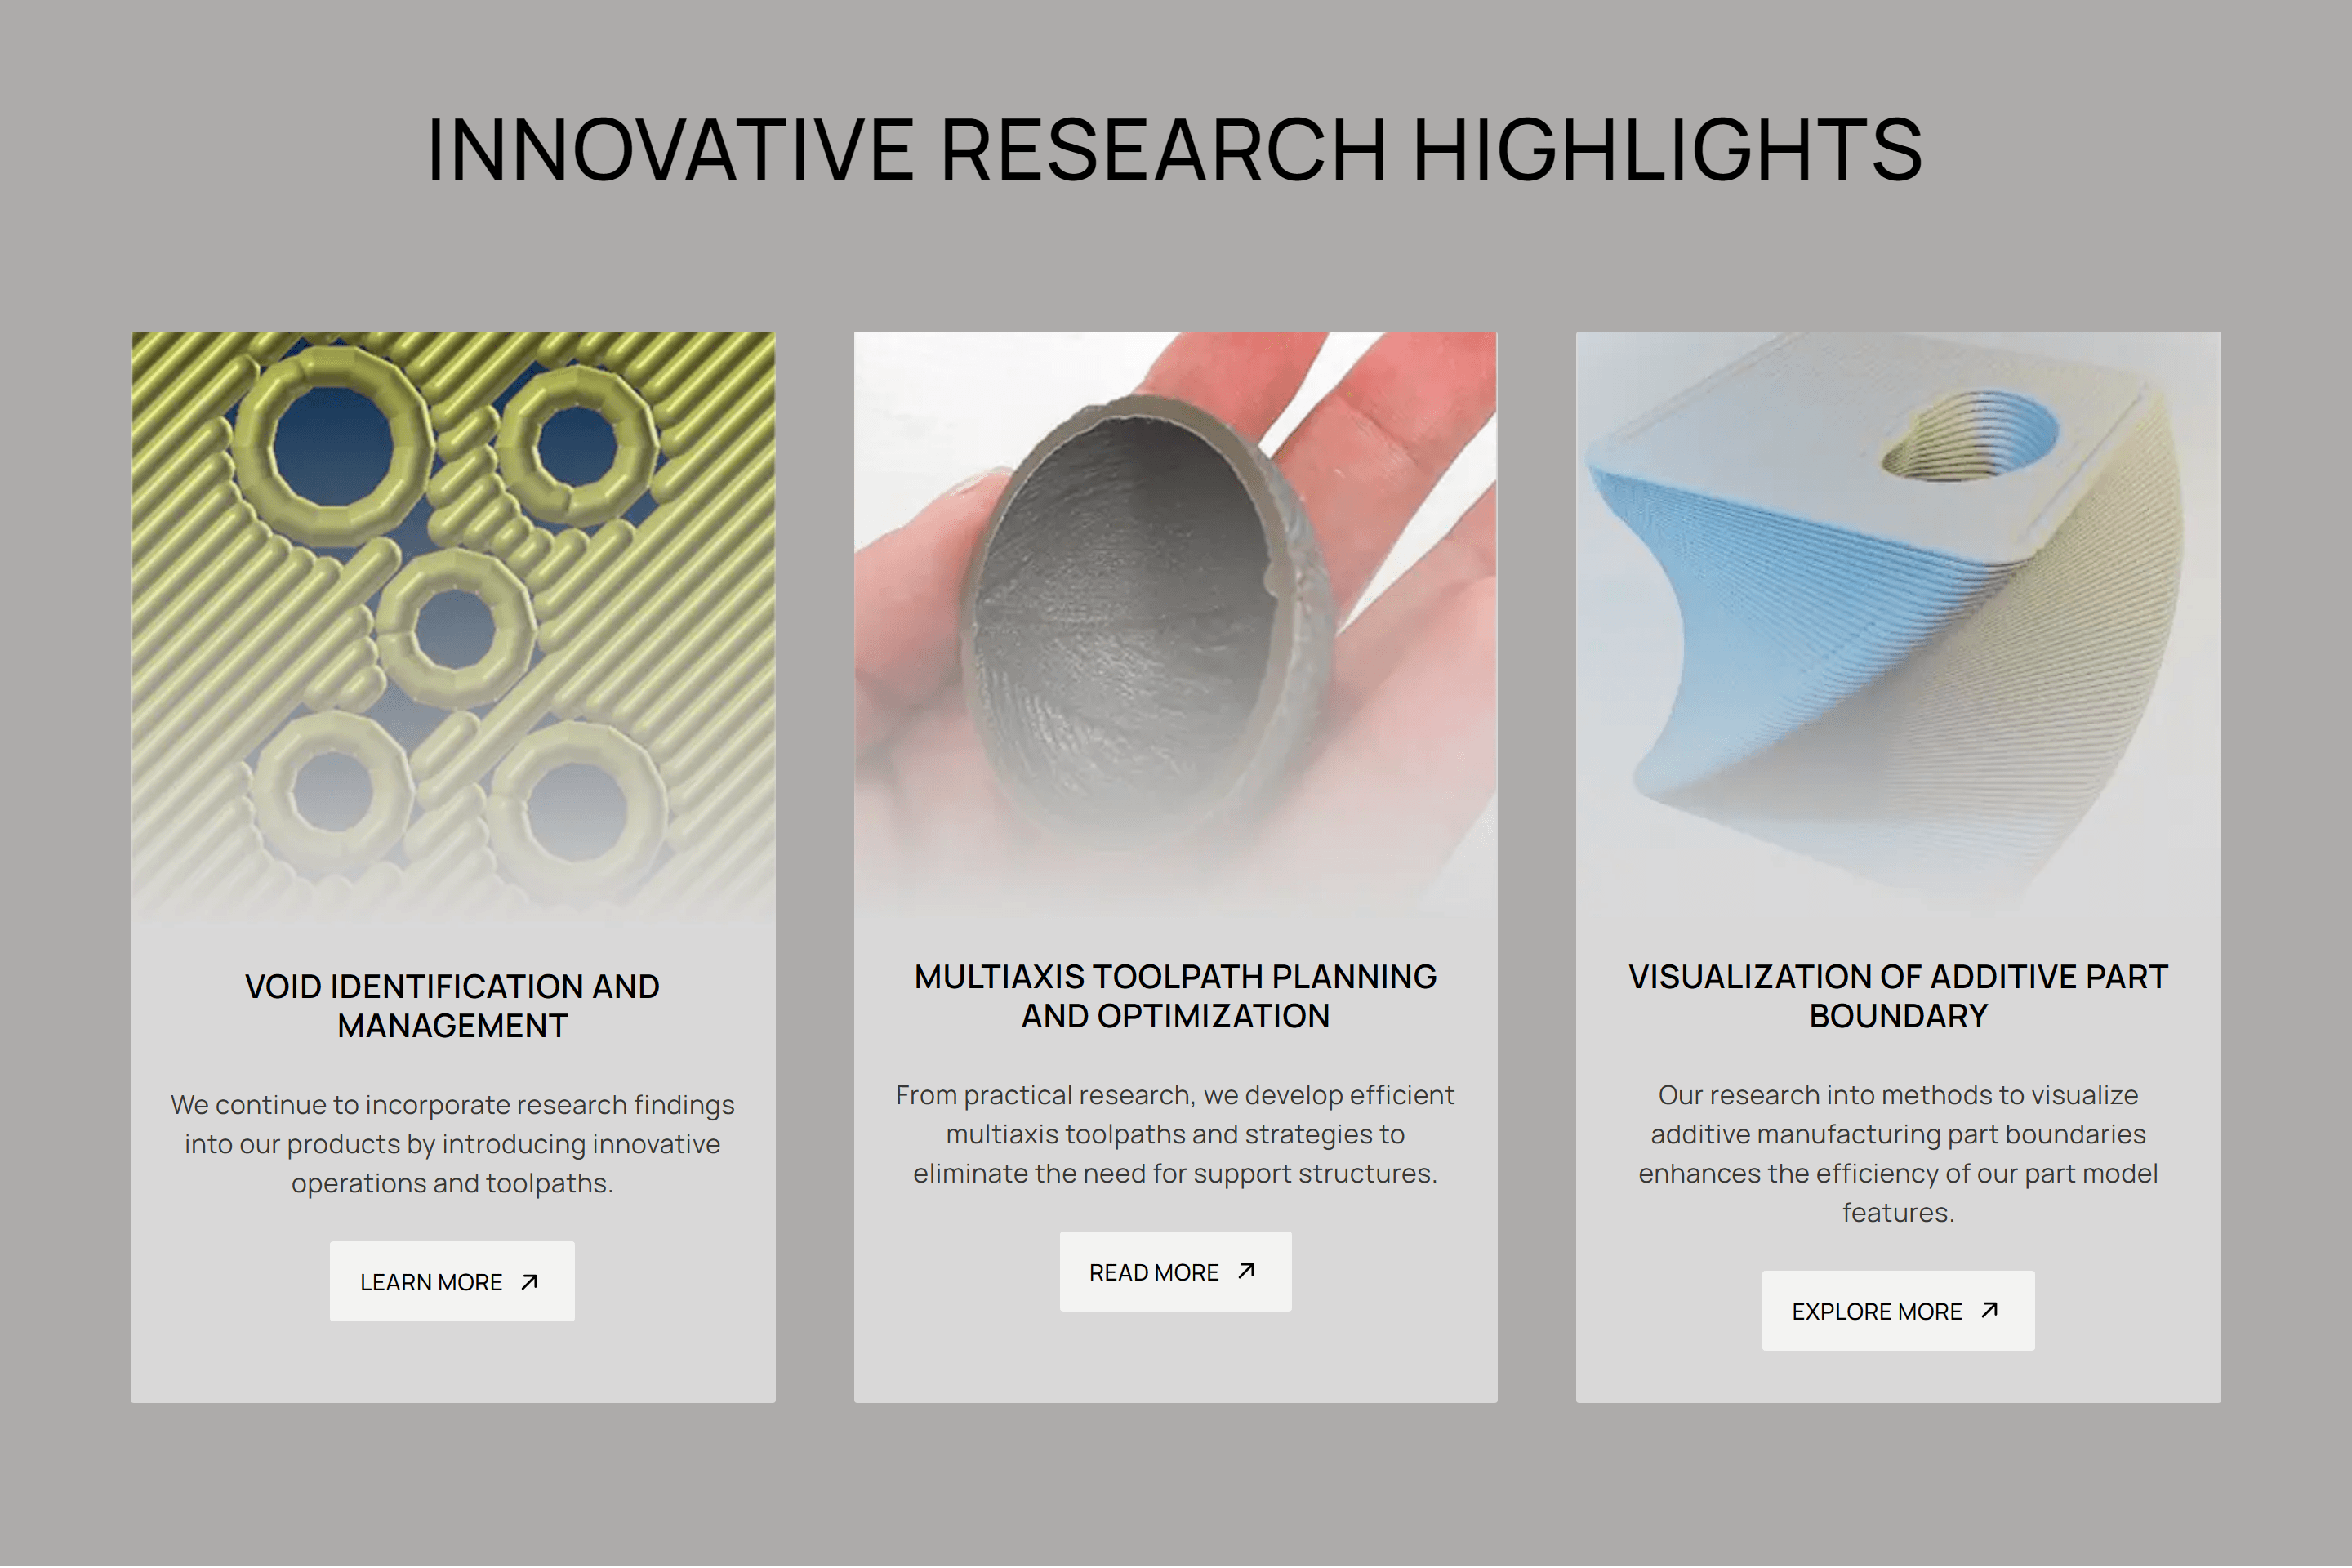 INNOVATIVE RESEARCH HIGHLIGHTS
VOID IDENTIFICATION AND
MANAGEMENT
We continue to incorporate research findings
into our products by introducing innovative
operations and toolpaths.
LEARN MORE
MULTIAXIS TOOLPATH PLANNING
AND OPTIMIZATION
From practical research, we develop efficient
multiaxis toolpaths and strategies to
eliminate the need for support structures.
READ MORE
VISUALIZATION OF ADDITIVE PART
BOUNDARY
Our research into methods to visualize
additive manufacturing part boundaries
enhances the efficiency of our part model
features.
EXPLORE MORE